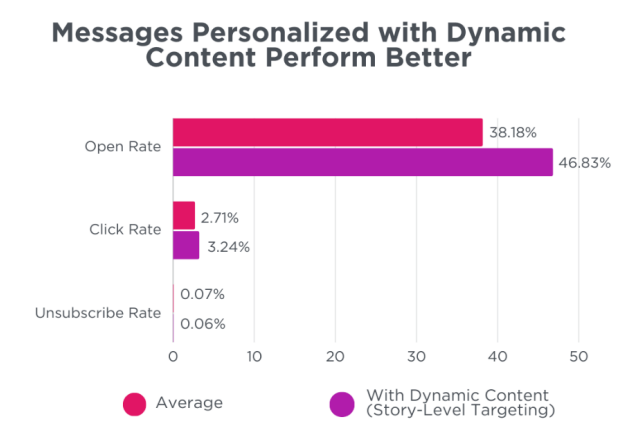 Messages Personalized with Dynamic
Content Perform Better
Open Rate
38.18%
46.83%
Click Rate
2.71%
3.24%
Unsubscribe Rate
0.07%
0.06%
0 10 20 30 40 50
Average
With Dynamic Content
(Story-Level Targeting)